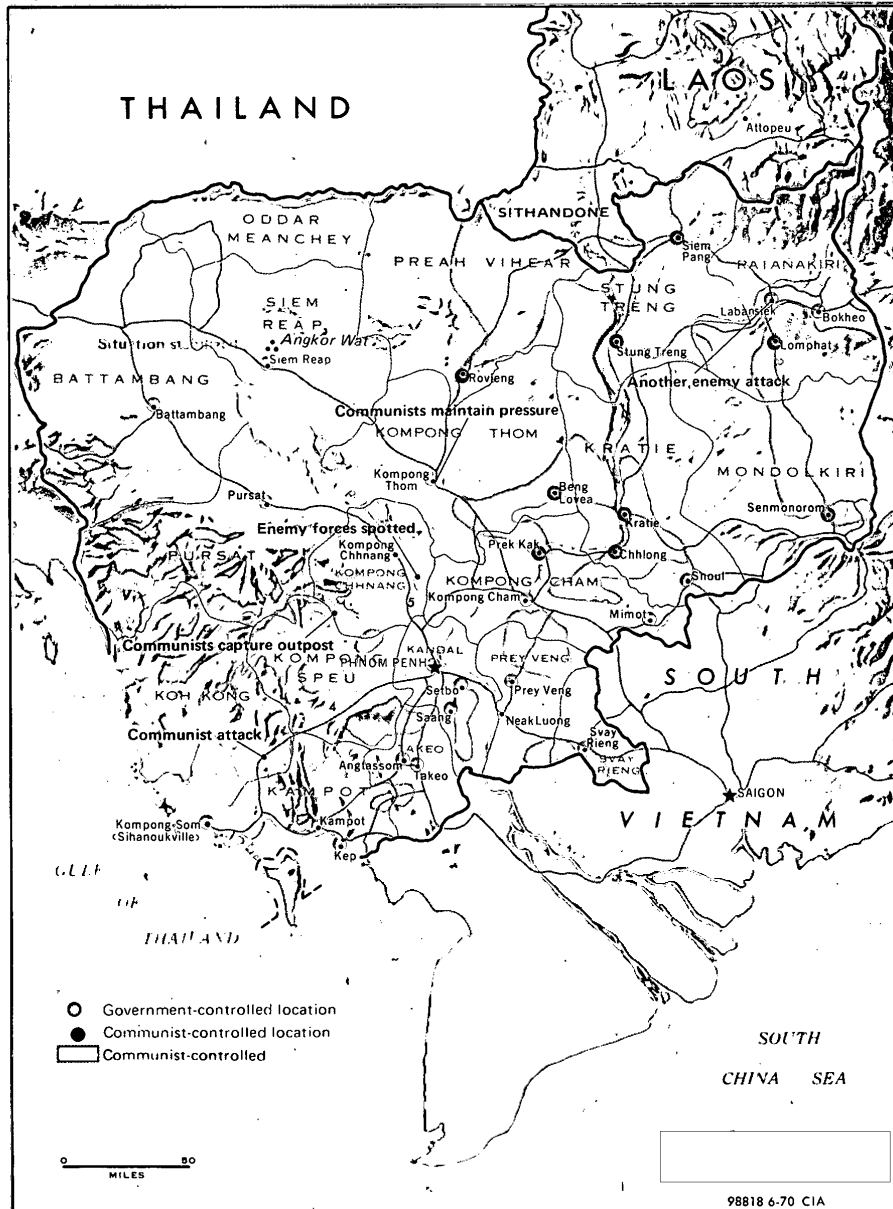 THAILAND
LAOS
Attopeu
ODDAR
MEANCHEY
SITHANDONE
PREAH VIHEAR
Siem
Pang
RATANAKIRI
STUNG
TRENG
SIEM
REAP
Angkor Wat
Labansiek
Bokheo
Situation
Siem Reap
Stung Treng
Lomphat
BATTAMBANG
Rovieng
Another enemy attack
Battambang
Communists maintain pressure
KOMPONG THOM
KRATIE
MONDOLKIRI
Kompong
Thom
Pursat
Beng
Lovea
Kratie
Senmonorom
Enemy forces spotted
Kompong
Chhnang
Prek Kak
Chhlong
PURSAT
KOMPONG
CHHNANG
KOMPONG CHAM
Snoul
5
Kompong Cham
Mimot
Communists capture outpost
KOMPONG
SPEU
KANDAL
PHNOM PENH
PREY VENG
SOUTH
KOH KONG
Setbo
Prey Veng
4
Saang
Neak Luong
Communist attack
Svay
Rieng
SVAY
RIENG
AKEO
Angtassom
Takeo
KAMPOT
SAIGON
Kompong Som
(Sihanoukville)
Kampot
VIETNAM
Kep
GULF
OF
THAILAND
Government-controlled location
Communist-controlled location
Communist-controlled
SOUTH
CHINA SEA
0 50
MILES
98818 6-70 CIA